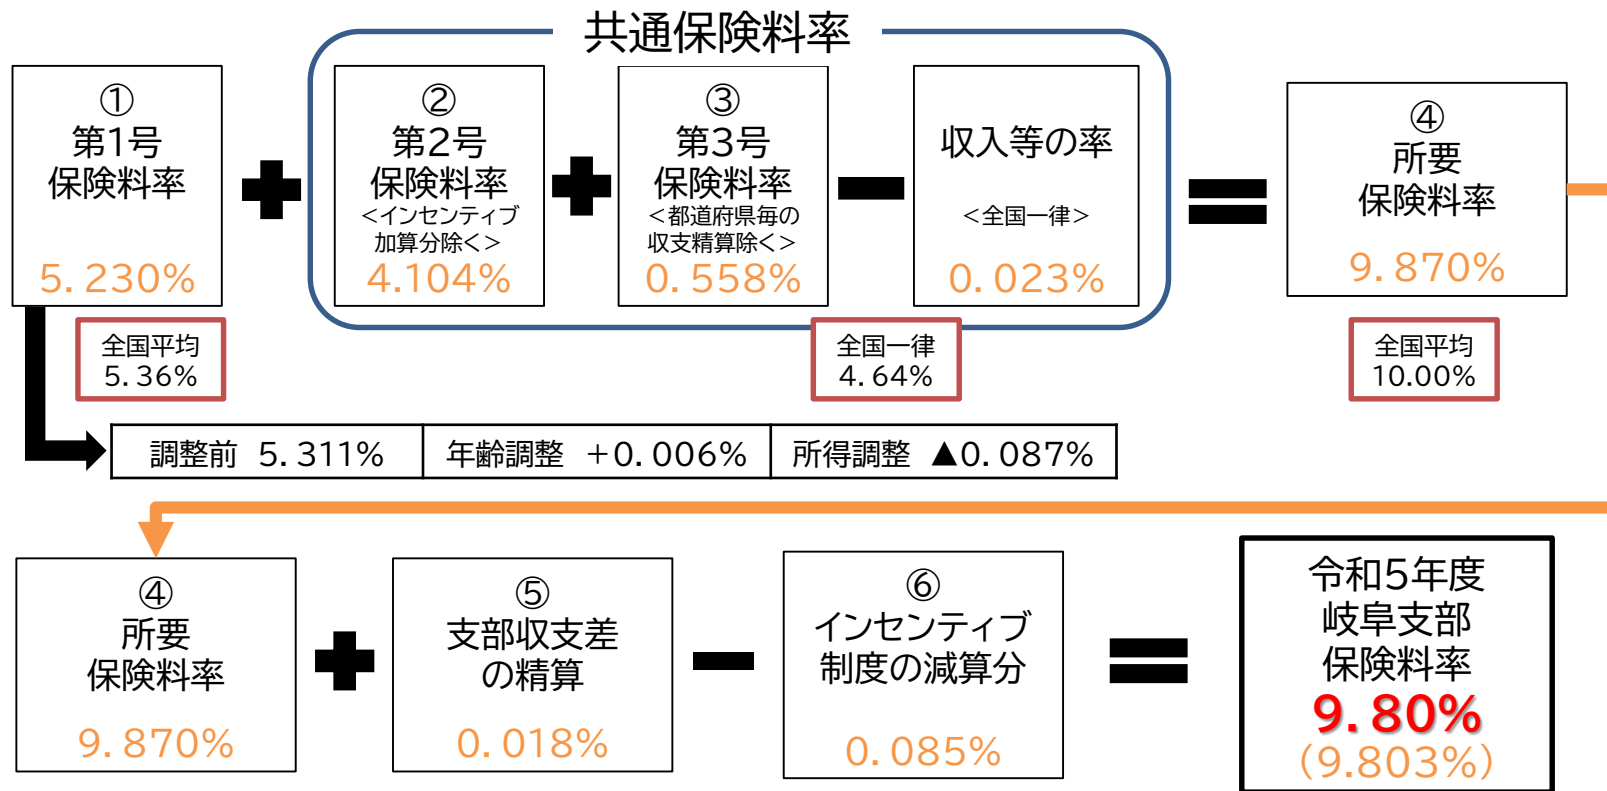 共通保険料率
①
第1号
保険料率
5.230%
②
第2号
保険料率
<インセンティブ
加算分除く>
4.104%
③
第3号
保険料率
<都道府県毎の
収支精算除く>
0.558%
収入等の率
<全国一律>
0.023%
④
所要
保険料率
9.870%
全国平均
5.36%
全国一律
4.64%
全国平均
10.00%
調整前 5.311%
年齢調整 +0.006%
所得調整 ▲0.087%
④
所要
保険料率
9.870%
⑤
支部収支差
の精算
0.018%
⑥
インセンティブ
制度の減算分
0.085%
令和5年度
岐阜支部
保険料率
9.80%
(9.803%)